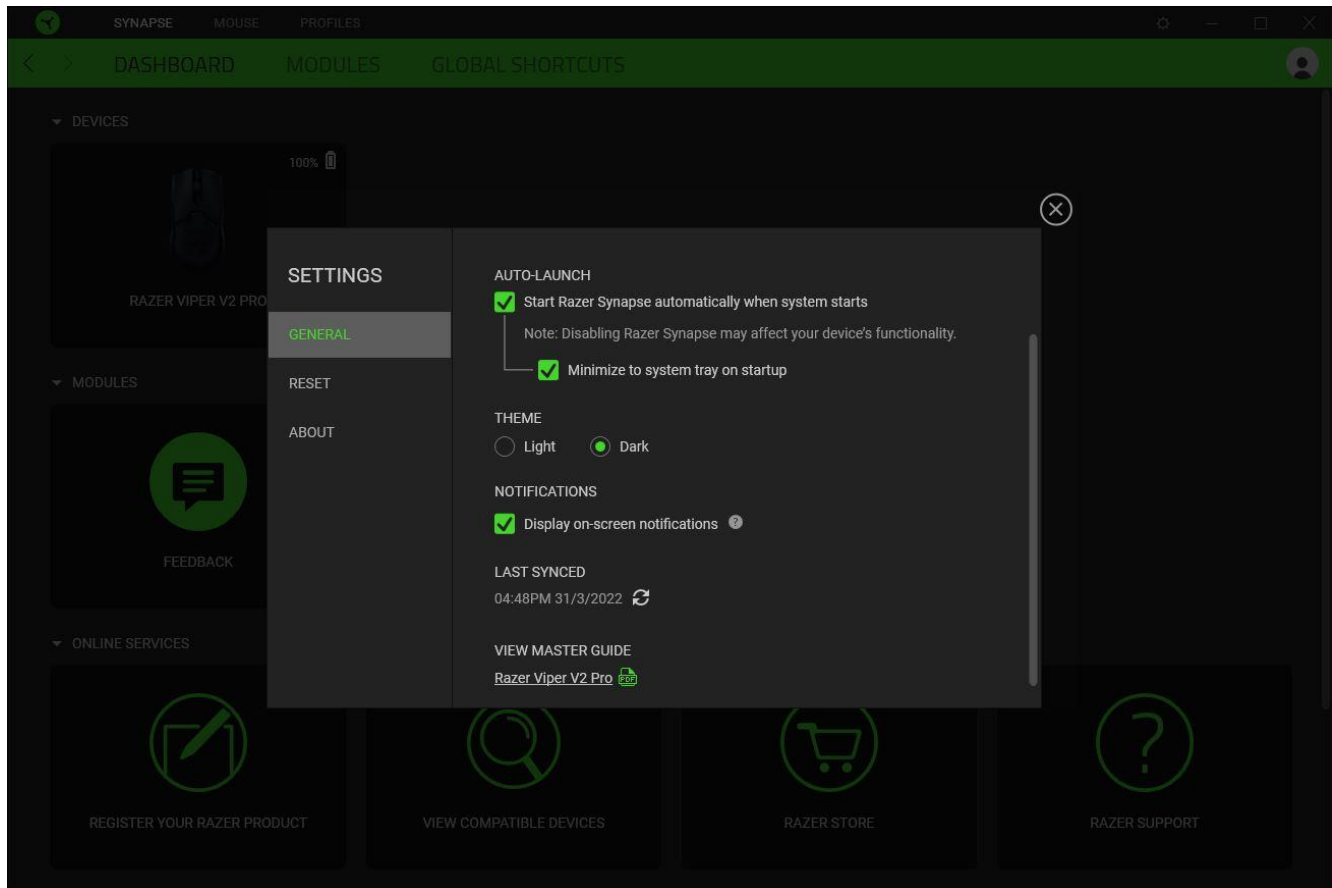 SYNAPSE MOUSE PROFILES
DASHBOARD MODULES GLOBAL SHORTCUTS
DEVICES
100%
RAZER VIPER V2 PRO
MODULES
FEEDBACK
ONLINE SERVICES
REGISTER YOUR RAZER PRODUCT
VIEW COMPATIBLE DEVICES
RAZER STORE
RAZER SUPPORT
SETTINGS
GENERAL
RESET
ABOUT
AUTO-LAUNCH
Start Razer Synapse automatically when system starts
Note: Disabling Razer Synapse may affect your device's functionality.
Minimize to system tray on startup
THEME
Light Dark
NOTIFICATIONS
Display on-screen notifications ?
LAST SYNCED
04:48PM 31/3/2022
VIEW MASTER GUIDE
Razer Viper V2 Pro PDF